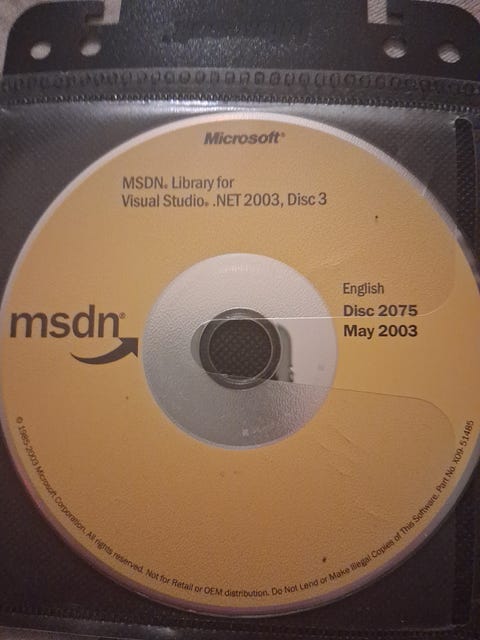 Microsoft®
MSDN® Library for
Visual Studio® .NET 2003, Disc 3
English
Disc 2075
May 2003
msdn®
© 1985-2003 Microsoft Corporation. All rights reserved. Not for Retail or OEM distribution. Do Not Lend or Make Illegal Copies of This Software. Part No. X09-51485